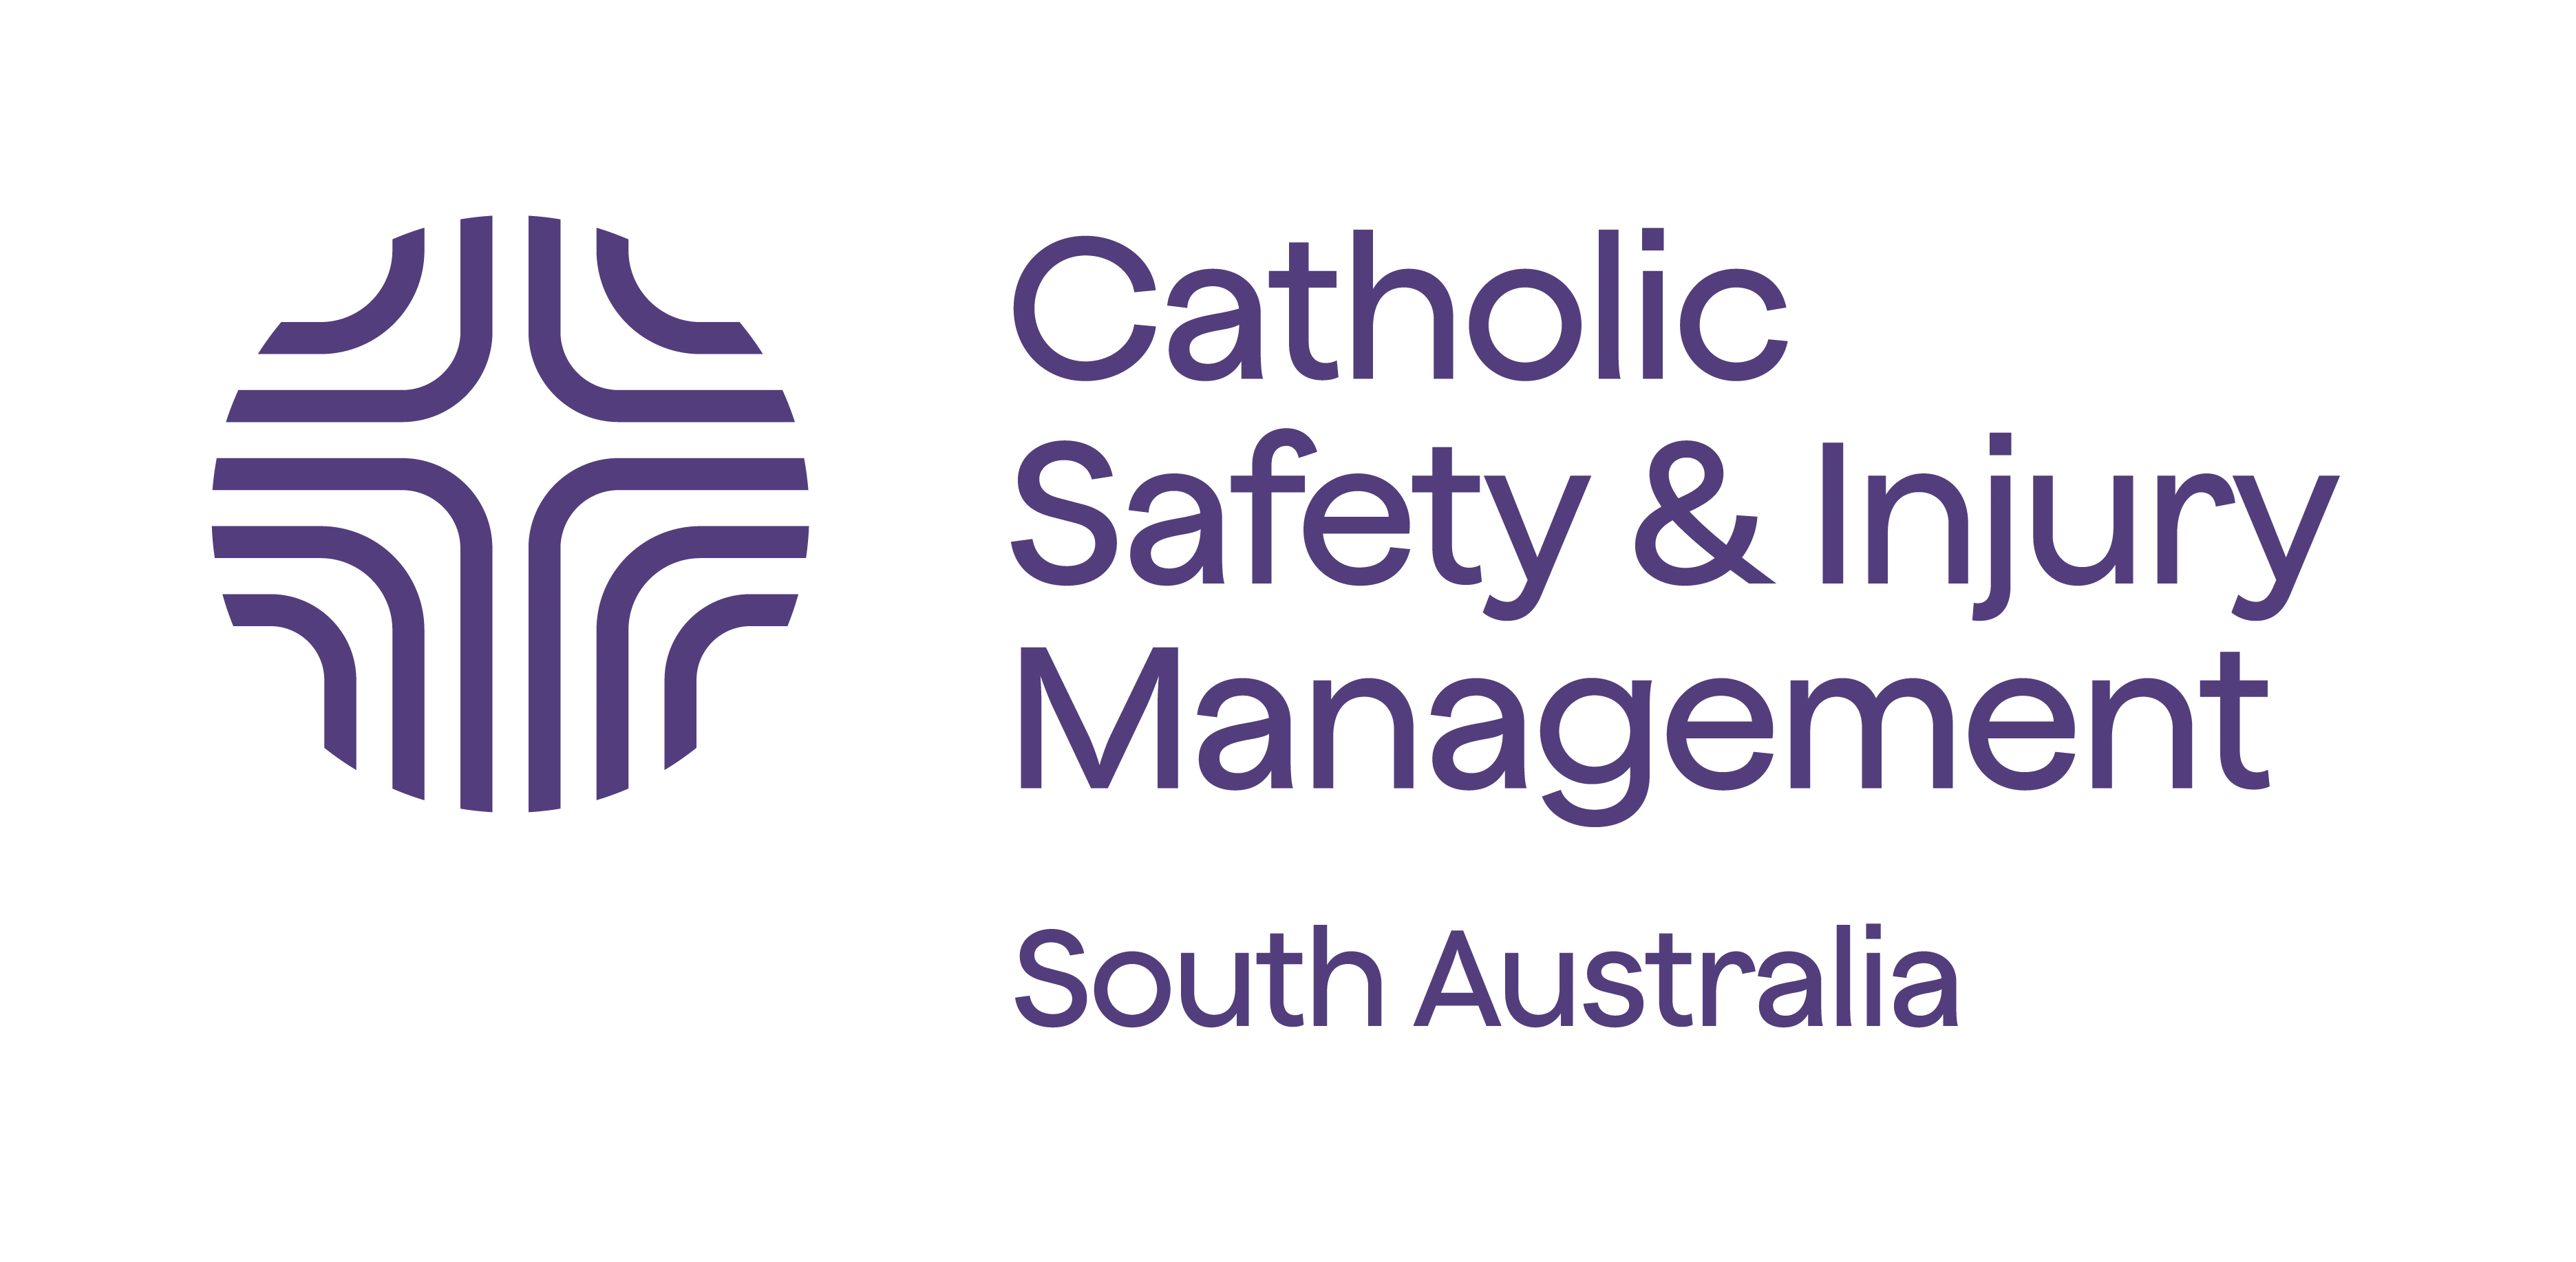 Catholic
Safety & Injury
Management
South Australia